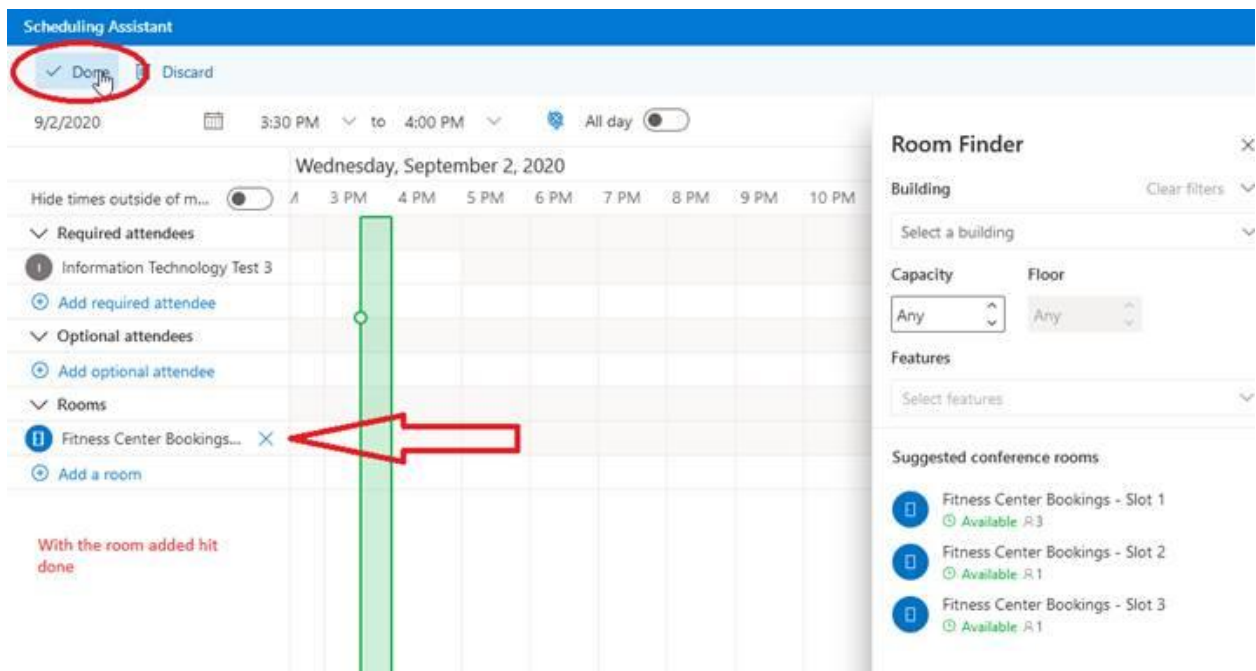 Scheduling Assistant
Done Discard
9/2/2020 3:30 PM to 4:00 PM All day
Wednesday, September 2, 2020
Hide times outside of m... M 3 PM 4 PM 5 PM 6 PM 7 PM 8 PM 9 PM 10 PM
Required attendees
I Information Technology Test 3
Add required attendee
Optional attendees
Add optional attendee
Rooms
Fitness Center Bookings...
Add a room
With the room added hit
done
Room Finder
Building Clear filters
Select a building
Capacity Floor
Any Any
Features
Select features
Suggested conference rooms
Fitness Center Bookings - Slot 1
Available 3
Fitness Center Bookings - Slot 2
Available 1
Fitness Center Bookings - Slot 3
Available 1